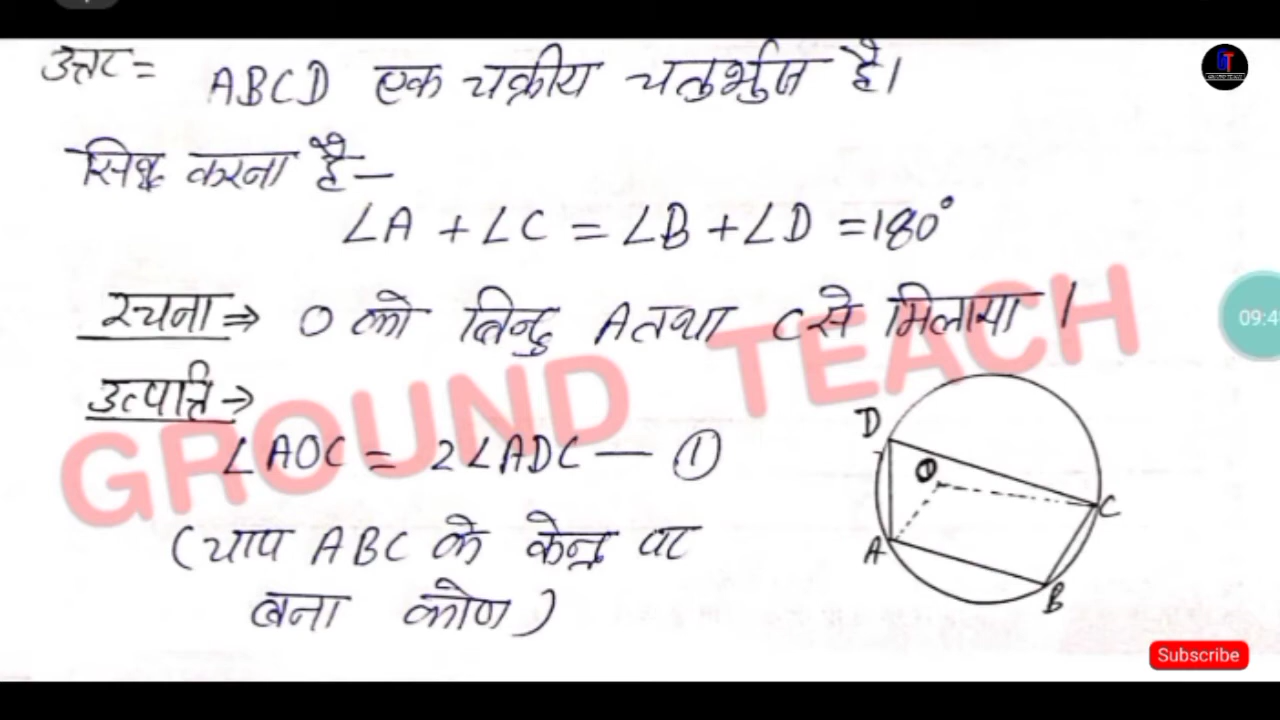 उत्तर = ABCD एक चक्रीय चतुर्भुज है।
सिद्ध करना है—
∠A + ∠C = ∠B + ∠D = 180°
रचना ⇒ O को बिन्दु A तथा C से मिलाया।
09:4
GROUND TEACH
उत्पत्ति →
∠AOC = 2∠ADC — ①
(चाप ABC के केन्द्र पर
बना कोण)
D
O
C
A
B
GT
Subscribe